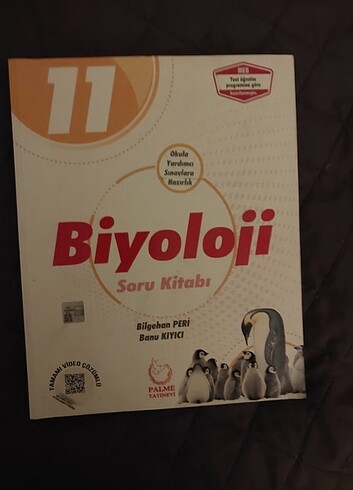 11
MEB
Yeni öğretim
programına göre
hazırlanmıştır.
Okula
Yardımcı
Sınavlara
Hazırlık
Biyoloji
Soru Kitabı
Bilgehan PERİ
Banu KIYICI
TAMAMI VİDEO ÇÖZÜMLÜ
PALME
YAYINEVİ